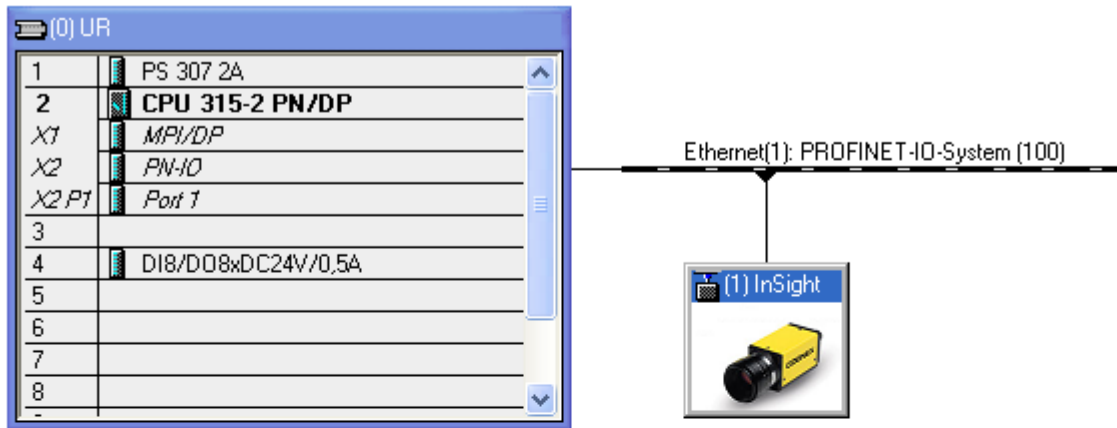 (0) UR
1 PS 307 2A
2 CPU 315-2 PN/DP
X1 MPI/DP
X2 PN-IO
X2 P1 Port 1
3
4 DI8/DO8xDC24V/0,5A
5
6
7
8
Ethernet(1): PROFINET-IO-System (100)
(1) InSight
COGNEX